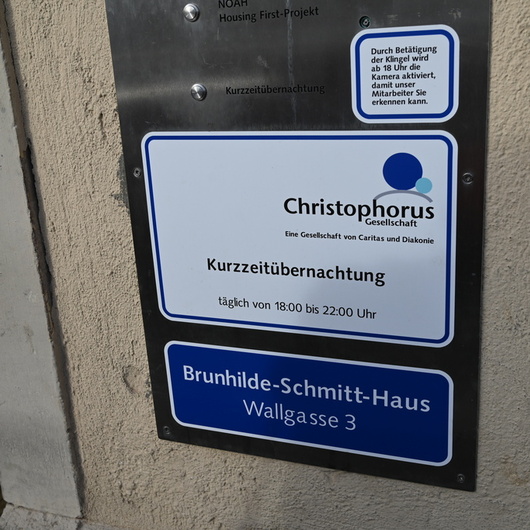 NOAH
Housing First-Projekt
Kurzzeitübernachtung
Durch Betätigung
der Klingel wird
ab 18 Uhr die
Kamera aktiviert,
damit unser
Mitarbeiter Sie
erkennen kann.
Christophorus
Gesellschaft
Eine Gesellschaft von Caritas und Diakonie
Kurzzeitübernachtung
täglich von 18:00 bis 22:00 Uhr
Brunhilde-Schmitt-Haus
Wallgasse 3